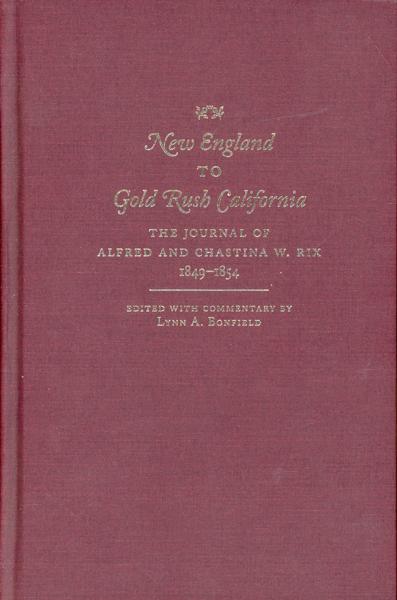 New England
TO
Gold Rush California
THE JOURNAL OF
ALFRED AND CHASTINA W. RIX
1849–1854
EDITED WITH COMMENTARY BY
LYNN A. BONFIELD